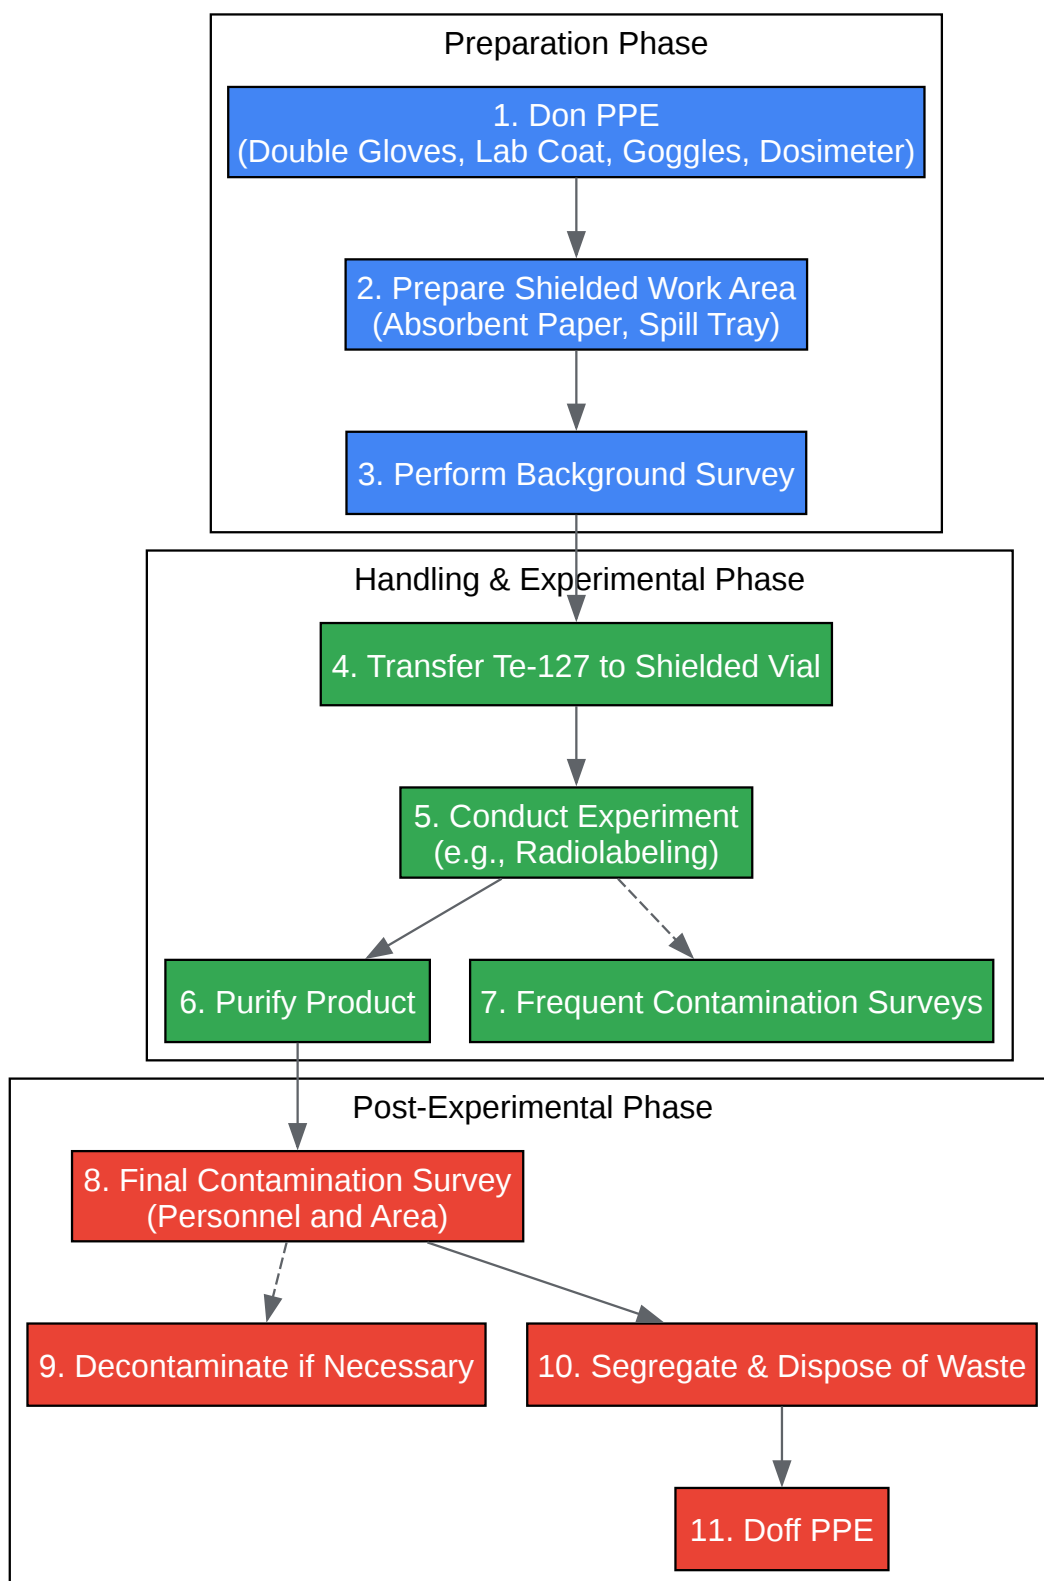 Preparation Phase
1. Don PPE
(Double Gloves, Lab Coat, Goggles, Dosimeter)
2. Prepare Shielded Work Area
(Absorbent Paper, Spill Tray)
3. Perform Background Survey
Handling & Experimental Phase
4. Transfer Te-127 to Shielded Vial
5. Conduct Experiment
(e.g., Radiolabeling)
6. Purify Product
7. Frequent Contamination Surveys
Post-Experimental Phase
8. Final Contamination Survey
(Personnel and Area)
9. Decontaminate if Necessary
10. Segregate & Dispose of Waste
11. Doff PPE